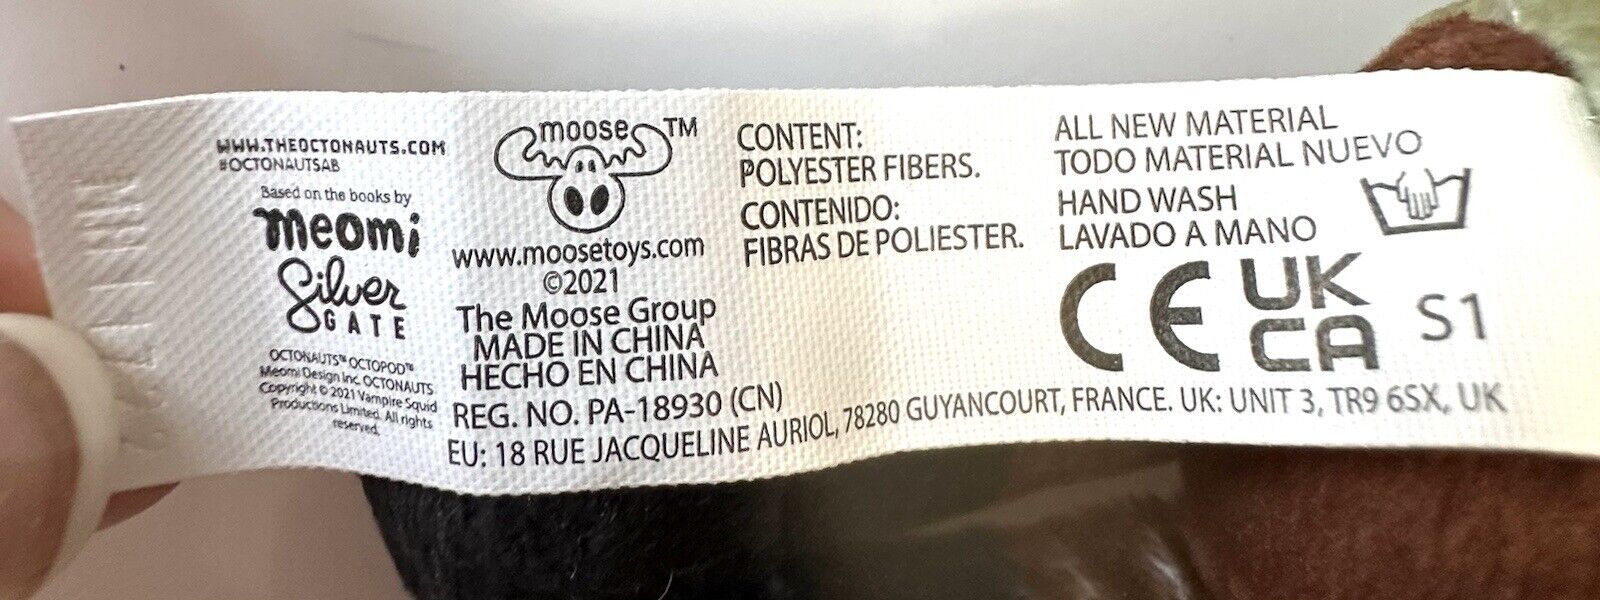 WWW.THEOCTONAUTS.COM
#OCTONAUTSAB
Based on the books by
meomi
Silver
GATE
OCTONAUTS™ OCTOPOD™
Meomi Design Inc. OCTONAUTS
Copyright © 2021 Vampire Squid
Productions Limited. All rights
reserved.
moose™
www.moosetoys.com
©2021
The Moose Group
MADE IN CHINA
HECHO EN CHINA
REG. NO. PA-18930 (CN)
EU: 18 RUE JACQUELINE AURIOL, 78280 GUYANCOURT, FRANCE. UK: UNIT 3, TR9 6SX, UK
CONTENT:
POLYESTER FIBERS.
CONTENIDO:
FIBRAS DE POLIESTER.
ALL NEW MATERIAL
TODO MATERIAL NUEVO
HAND WASH
LAVADO A MANO
CE UK
CA
S1